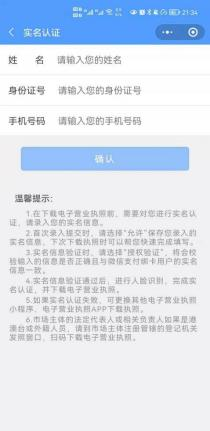 21:34
实名认证
姓 名 请输入您的姓名
身份证号 请输入您的身份证号
手机号码 请输入您的手机号码
确认
温馨提示：
1.在下载电子营业执照前，需要对您进行实名认
证，请录入您的实名信息。
2.首次录入提交时，请选择“允许”保存您录入的
实名信息，下次下载执照时可以帮您快速完成填写。
3.实名信息验证时，请选择“授权验证”，将会校
验输入的信息是否正确且与微信支付绑卡用户的实名
信息一致。
4.实名信息验证通过后，进行人脸识别，完成实
名认证，并下载电子营业执照。
5.如果实名认证失败，可更换其他电子营业执照
小程序，电子营业执照APP下载执照。
6.市场主体的法定代表人或相关负责人如果是港
澳台或外籍人员，请到市场主体注册管辖的登记机关
发照窗口，扫码下载电子营业执照。